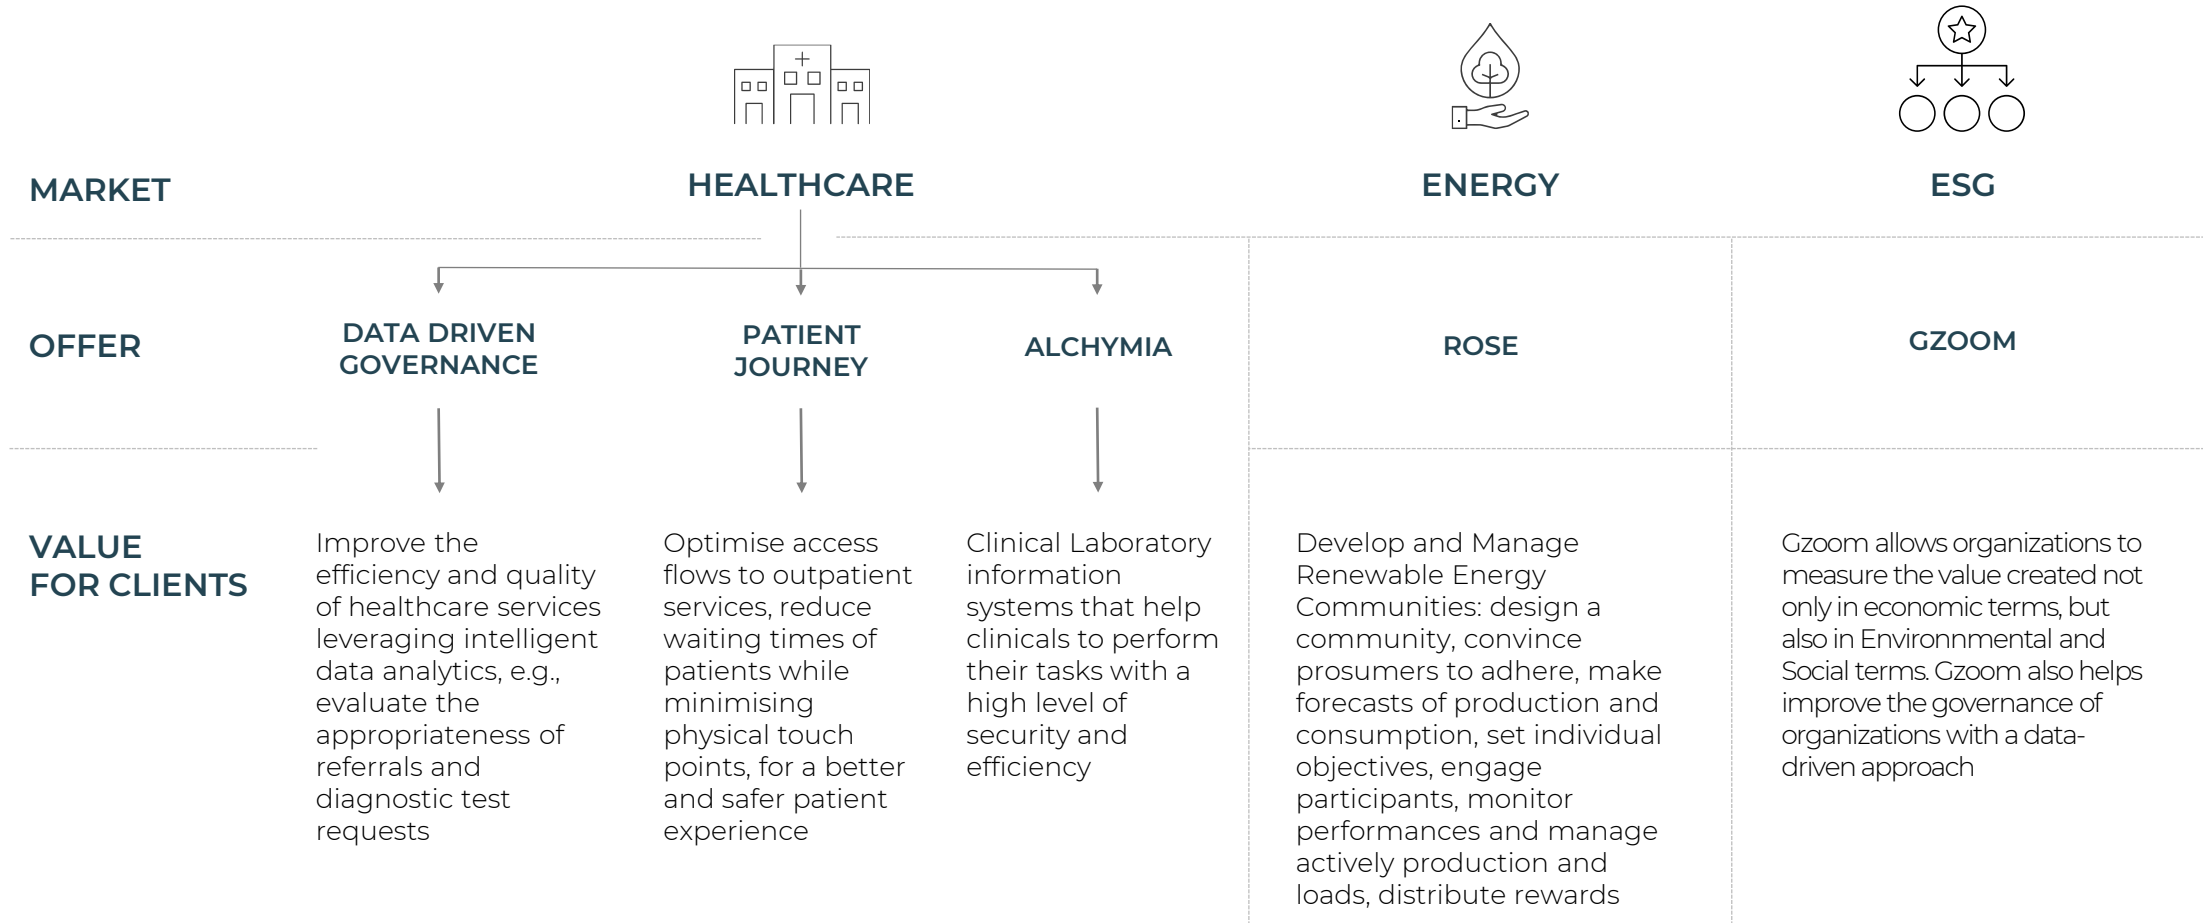 MARKET
HEALTHCARE
ENERGY
ESG
OFFER
DATA DRIVEN
GOVERNANCE
PATIENT
JOURNEY
ALCHYMIA
ROSE
GZOOM
VALUE
FOR CLIENTS
Improve the
efficiency and quality
of healthcare services
leveraging intelligent
data analytics, e.g.,
evaluate the
appropriateness of
referrals and
diagnostic test
requests
Optimise access
flows to outpatient
services, reduce
waiting times of
patients while
minimising
physical touch
points, for a better
and safer patient
experience
Clinical Laboratory
information
systems that help
clinicals to perform
their tasks with a
high level of
security and
efficiency
Develop and Manage
Renewable Energy
Communities: design a
community, convince
prosumers to adhere, make
forecasts of production and
consumption, set individual
objectives, engage
participants, monitor
performances and manage
actively production and
loads, distribute rewards
Gzoom allows organizations to
measure the value created not
only in economic terms, but
also in Environnmental and
Social terms. Gzoom also helps
improve the governance of
organizations with a data-
driven approach